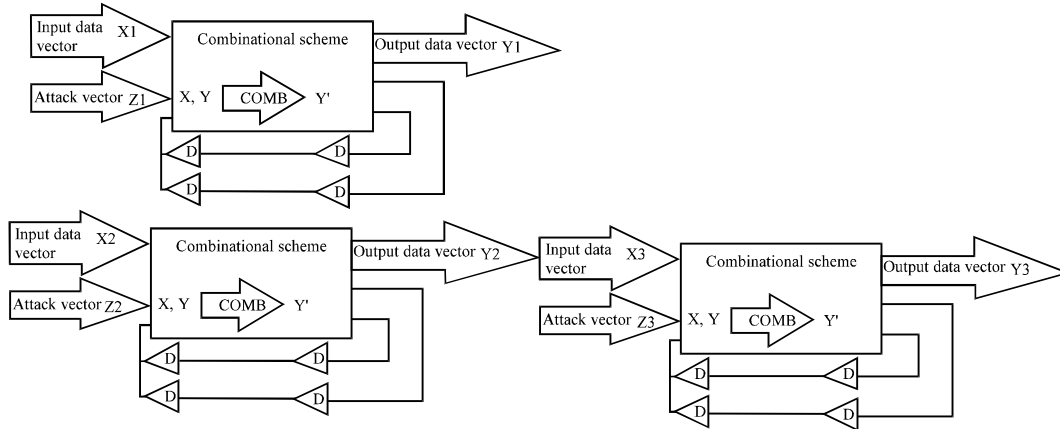 Input data X1
vector
Combinational scheme
Output data vector Y1
Attack vector Z1
X, Y COMB Y'
D D
D D
Input data X2
vector
Combinational scheme
Output data vector Y2
Attack vector Z2
X, Y COMB Y'
D D
D D
Input data X3
vector
Combinational scheme
Output data vector Y3
Attack vector Z3
X, Y COMB Y'
D D
D D